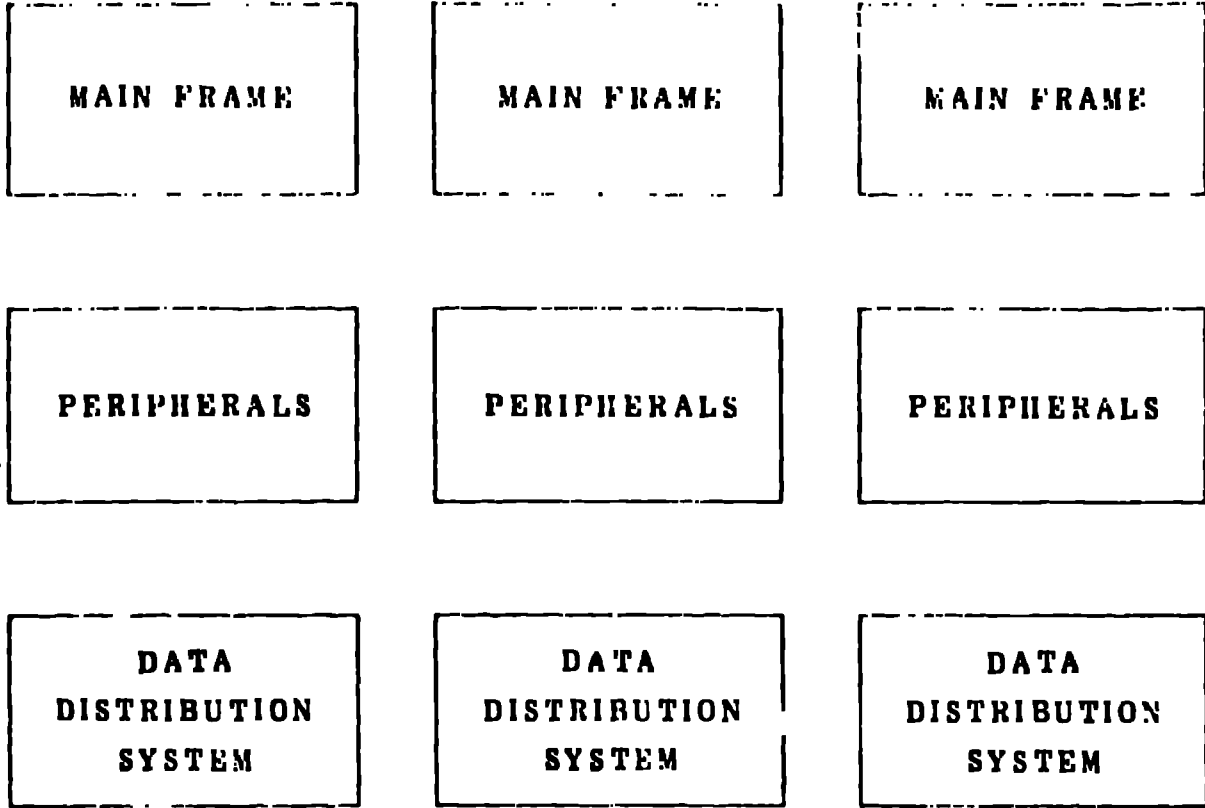 MAIN FRAME MAIN FRAME MAIN FRAME
PERIPHERALS PERIPHERALS PERIPHERALS
DATA DATA DATA
DISTRIBUTION DISTRIBUTION DISTRIBUTION
SYSTEM SYSTEM SYSTEM